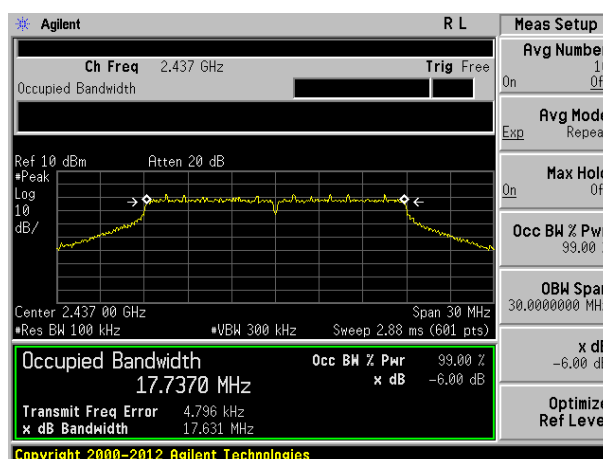 Agilent R L Meas Setup
Ch Freq 2.437 GHz Trig Free
Occupied Bandwidth
Avg Number
On
Avg Mode
Exp Repeat
Ref 10 dBm Atten 20 dB
#Peak
Log
10
dB/
Max Hold
On
Occ BW % Pwr
99.00 %
Center 2.437 00 GHz Span 30 MHz
#Res BW 100 kHz #VBW 300 kHz Sweep 2.88 ms (601 pts)
OBW Span
30.0000000 MHz
Occupied Bandwidth
17.7370 MHz
Occ BW % Pwr 99.00 %
x dB -6.00 dB
Transmit Freq Error 4.796 kHz
x dB Bandwidth 17.631 MHz
x dB
-6.00 dB
Optimize
Ref Level
Copyright 2000-2012 Agilent Technologies